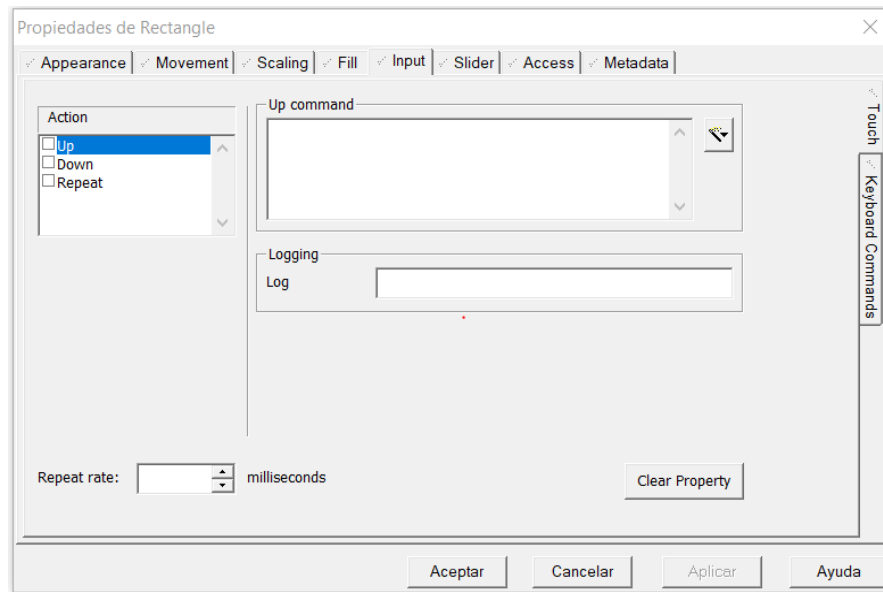 Propiedades de Rectangle
Appearance Movement Scaling Fill Input Slider Access Metadata
Action
Up
Down
Repeat
Up command
Logging
Log
Touch
Keyboard Commands
Repeat rate: milliseconds
Clear Property
Aceptar Cancelar Aplicar Ayuda